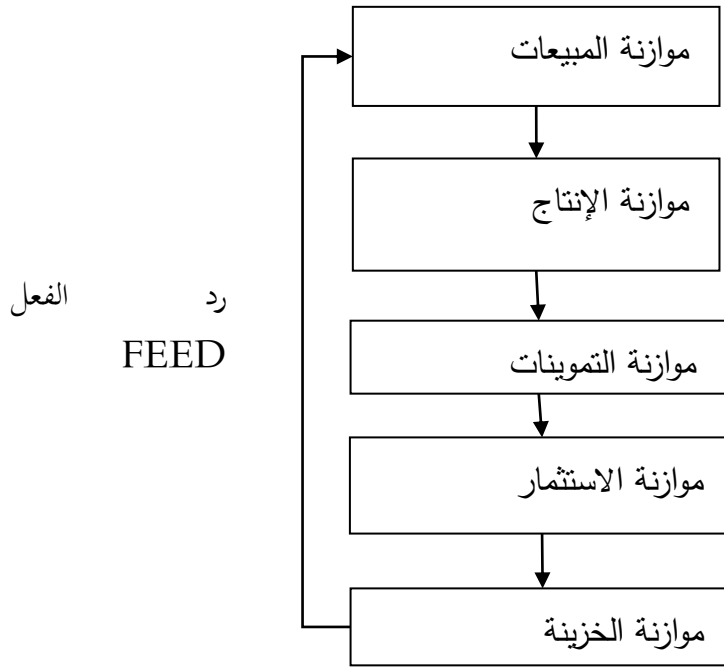 موازنة المبيعات
موازنة الإنتاج
رد الفعل
FEED
موازنة التموينات
موازنة الاستثمار
موازنة الخزينة